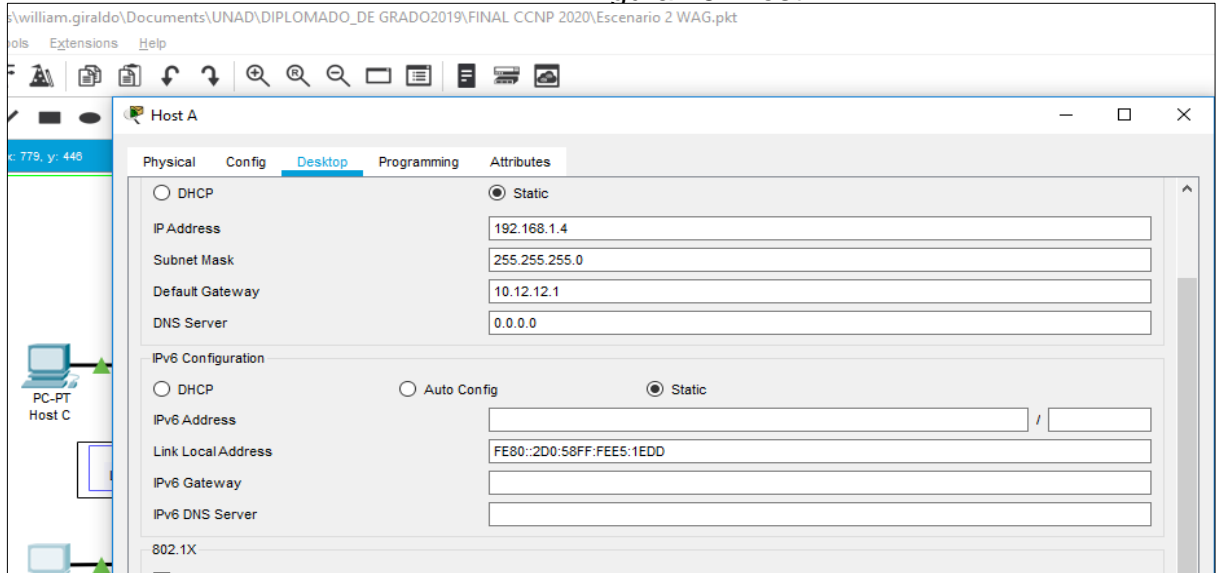 s\william.giraldo\Documents\UNAD\DIPLOMADO_DE GRADO2019\FINAL CCNP 2020\Escenario 2 WAG.pkt
ools Extensions Help
Host A
x: 779, y: 446
Physical Config Desktop Programming Attributes
DHCP Static
IP Address 192.168.1.4
Subnet Mask 255.255.255.0
Default Gateway 10.12.12.1
DNS Server 0.0.0.0
IPv6 Configuration
DHCP Auto Config Static
IPv6 Address /
Link Local Address FE80::2D0:58FF:FEE5:1EDD
IPv6 Gateway
IPv6 DNS Server
802.1X
PC-PT
Host C